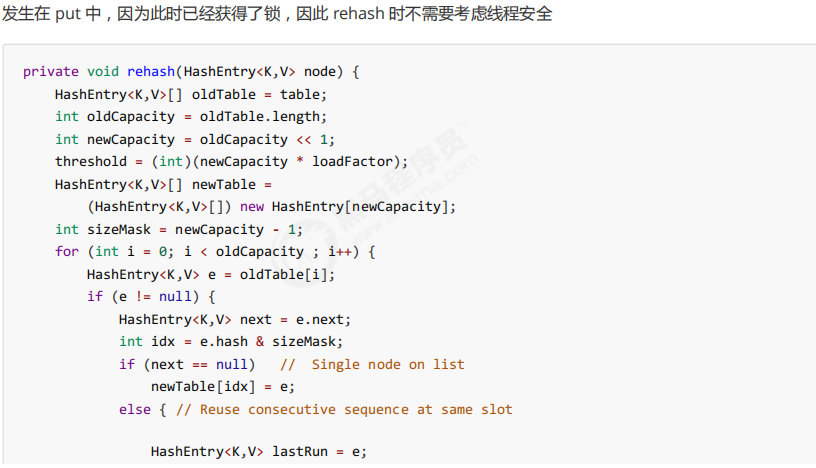 发生在 put 中，因为此时已经获得了锁，因此 rehash 时不需要考虑线程安全
private void rehash(HashEntry<K,V> node) {
    HashEntry<K,V>[] oldTable = table;
    int oldCapacity = oldTable.length;
    int newCapacity = oldCapacity << 1;
    threshold = (int)(newCapacity * loadFactor);
    HashEntry<K,V>[] newTable =
        (HashEntry<K,V>[]) new HashEntry[newCapacity];
    int sizeMask = newCapacity - 1;
    for (int i = 0; i < oldCapacity ; i++) {
        HashEntry<K,V> e = oldTable[i];
        if (e != null) {
            HashEntry<K,V> next = e.next;
            int idx = e.hash & sizeMask;
            if (next == null)   //  Single node on list
                newTable[idx] = e;
            else { // Reuse consecutive sequence at same slot
                HashEntry<K,V> lastRun = e;